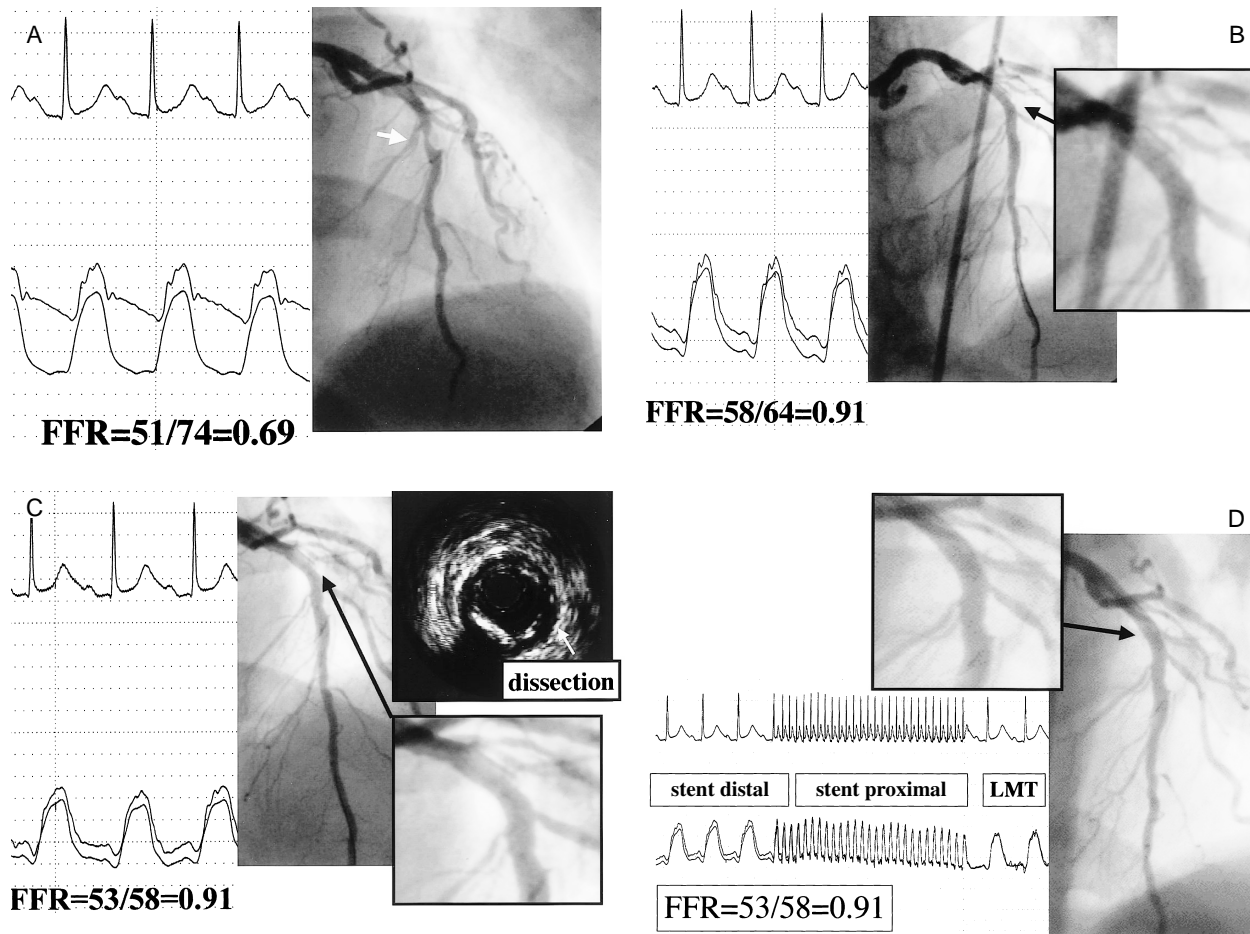 A
FFR=51/74=0.69
B
FFR=58/64=0.91
C
dissection
FFR=53/58=0.91
D
stent distal
stent proximal
LMT
FFR=53/58=0.91